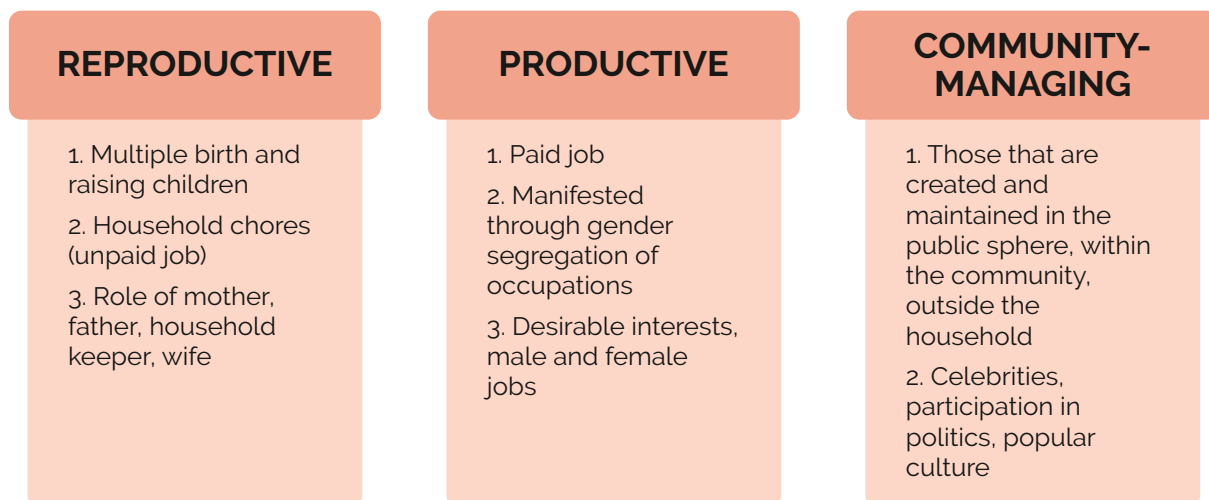 REPRODUCTIVE
1. Multiple birth and
raising children
2. Household chores
(unpaid job)
3. Role of mother,
father, household
keeper, wife
PRODUCTIVE
1. Paid job
2. Manifested
through gender
segregation of
occupations
3. Desirable interests,
male and female
jobs
COMMUNITY-
MANAGING
1. Those that are
created and
maintained in the
public sphere, within
the community,
outside the
household
2. Celebrities,
participation in
politics, popular
culture